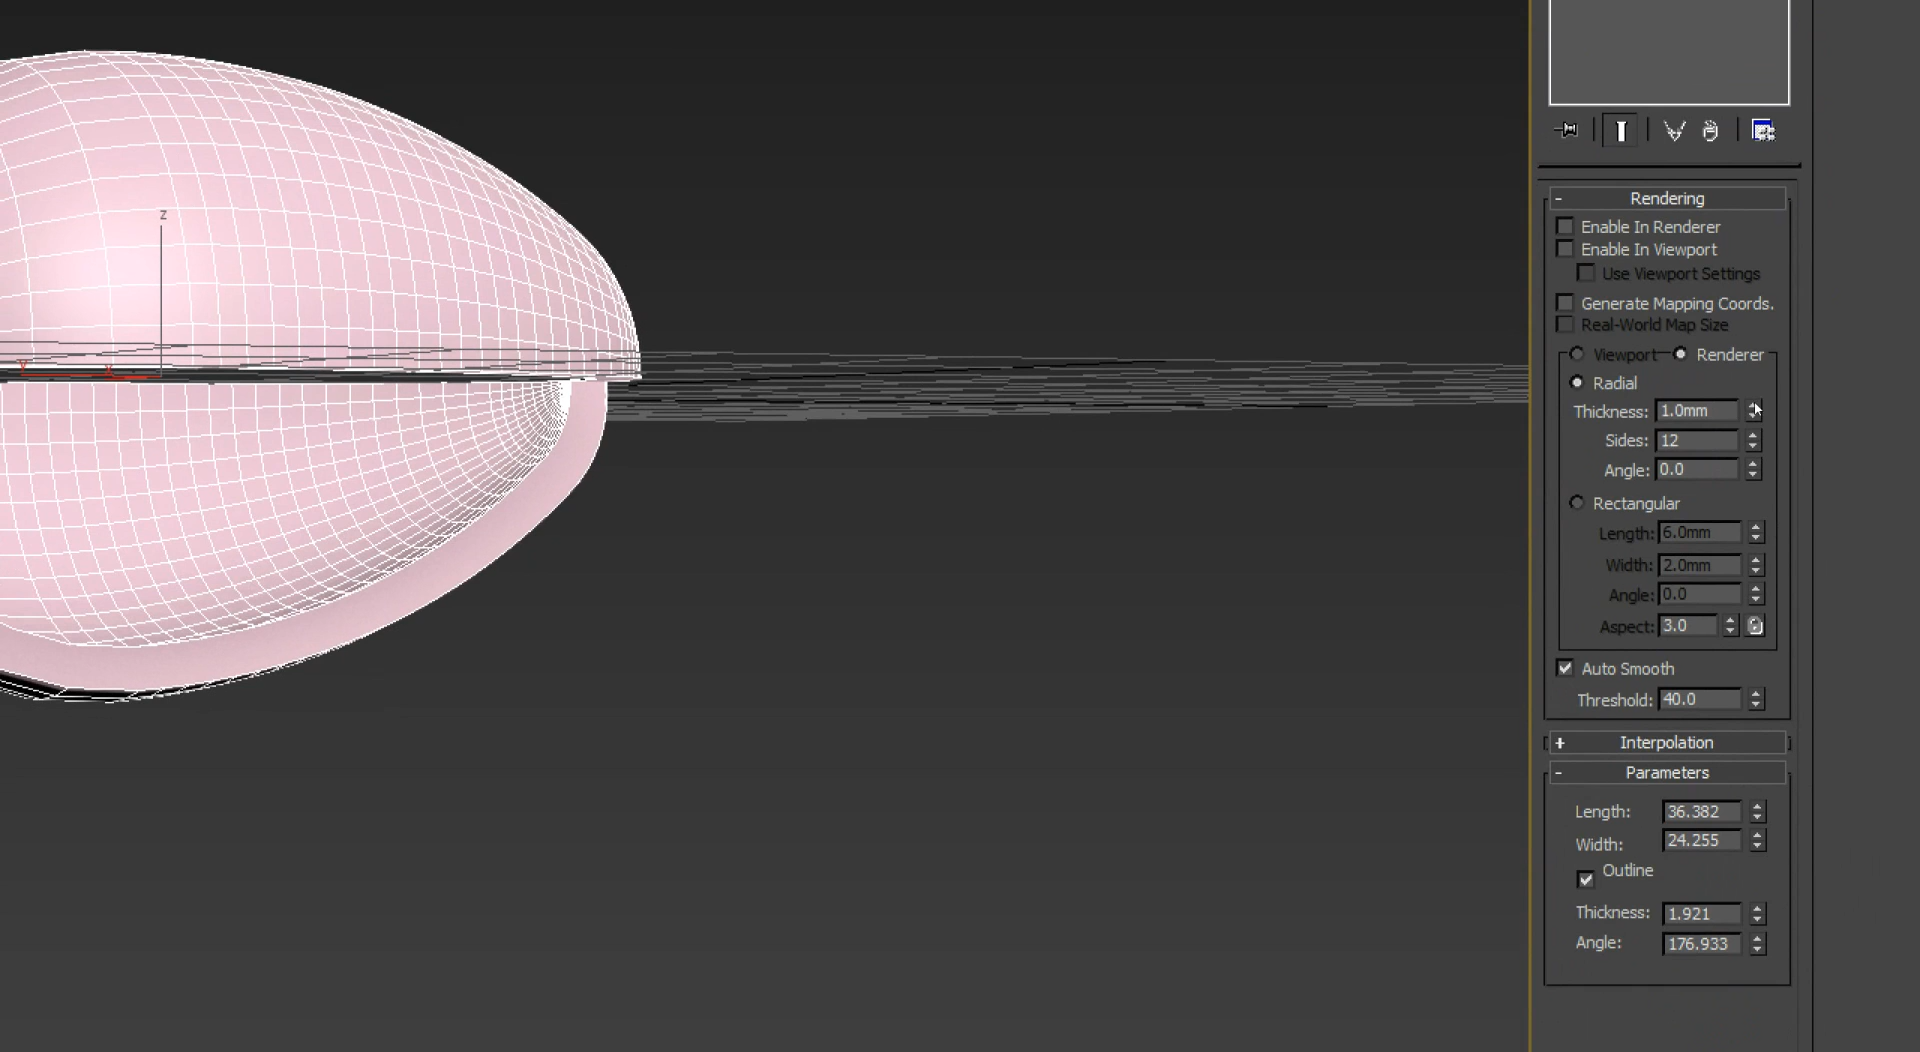 z
Y
x
- Rendering
Enable In Renderer
Enable In Viewport
Use Viewport Settings
Generate Mapping Coords.
Real-World Map Size
Viewport Renderer
Radial
Thickness: 1.0mm
Sides: 12
Angle: 0.0
Rectangular
Length: 6.0mm
Width: 2.0mm
Angle: 0.0
Aspect: 3.0
Auto Smooth
Threshold: 40.0
+ Interpolation
- Parameters
Length: 36.382
Width: 24.255
Outline
Thickness: 1.921
Angle: 176.933